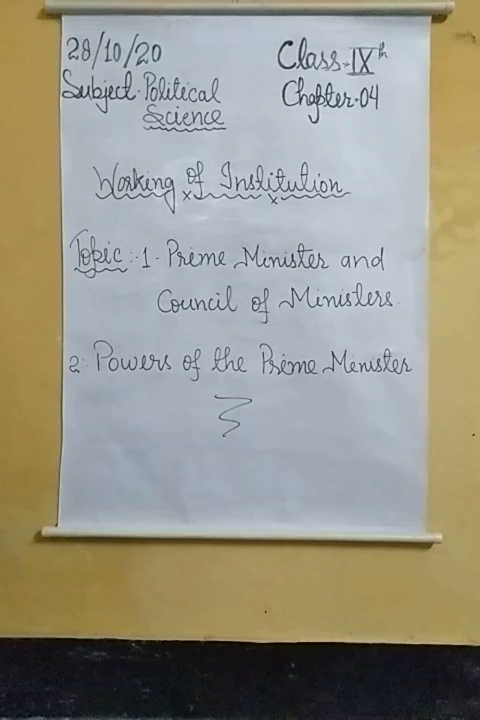 28/10/20
Class-IXth
Subject-Political Science
Chapter-04
Working of Institution
Topic:-1. Prime Minister and
Council of Ministers.
2. Powers of the Prime Minister